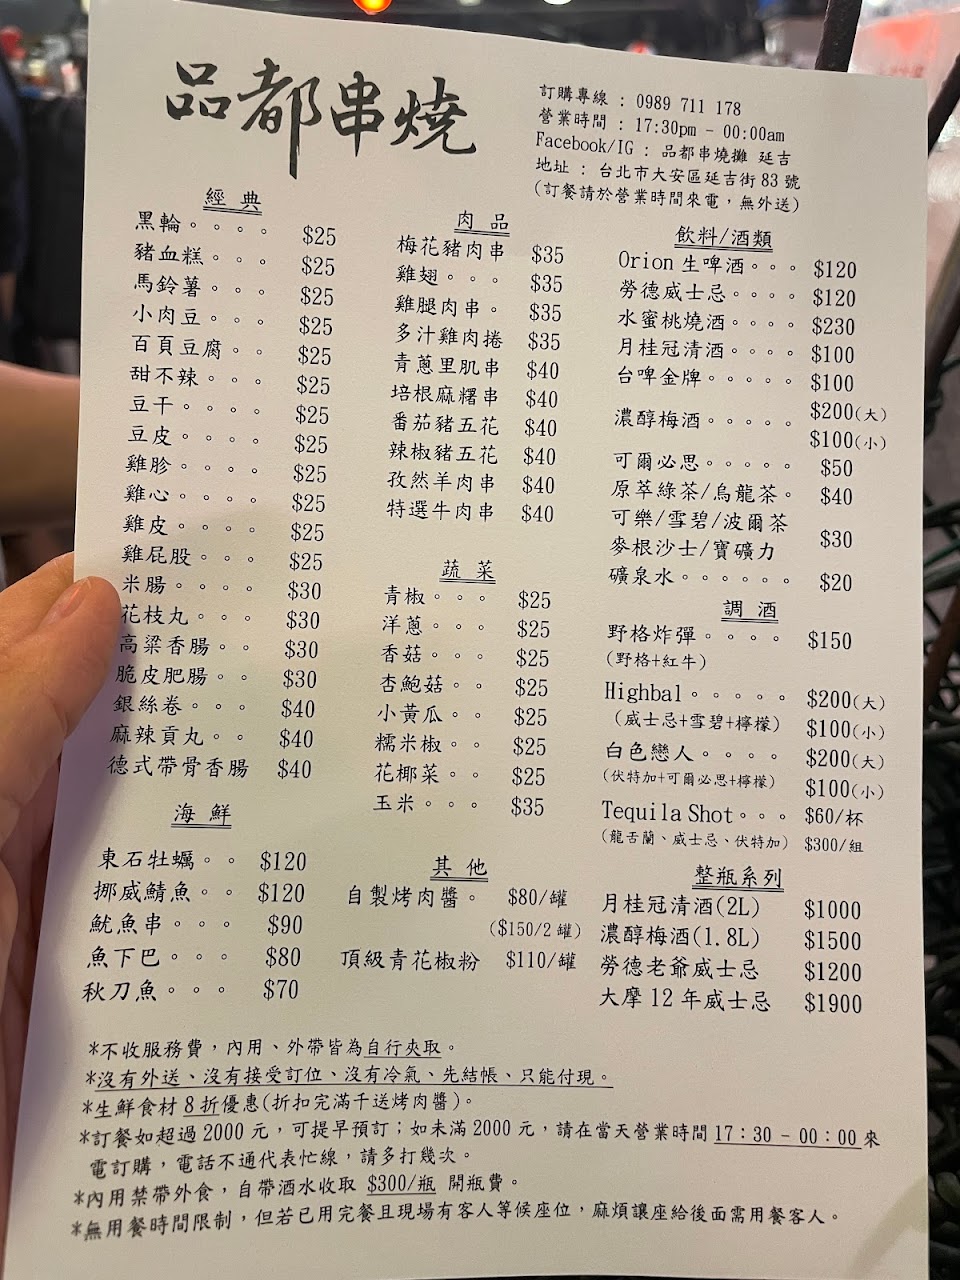 品都串燒
訂購專線 : 0989 711 178
營業時間 : 17:30pm - 00:00am
Facebook/IG : 品都串燒攤 延吉
地址 : 台北市大安區延吉街 83 號
(訂餐請於營業時間來電，無外送)
經 典
黑輪。。。。 $25
豬血糕。。。 $25
馬鈴薯。。。 $25
小肉豆。。。 $25
百頁豆腐。。 $25
甜不辣。。。 $25
豆干。。。。 $25
豆皮。。。。 $25
雞胗。。。。 $25
雞心。。。。 $25
雞皮。。。。 $25
雞屁股。。。 $25
米腸。。。。 $30
花枝丸。。。 $30
高粱香腸。。 $30
脆皮肥腸。。 $30
銀絲卷。。。 $40
麻辣貢丸。。 $40
德式帶骨香腸 $40
海 鮮
東石牡蠣。。 $120
挪威鯖魚。。 $120
魷魚串。。。 $90
魚下巴。。。 $80
秋刀魚。。。 $70
肉 品
梅花豬肉串 $35
雞翅。。。 $35
雞腿肉串。 $35
多汁雞肉捲 $35
青蔥里肌串 $40
培根麻糬串 $40
番茄豬五花 $40
辣椒豬五花 $40
孜然羊肉串 $40
特選牛肉串 $40
蔬 菜
青椒。。。 $25
洋蔥。。。 $25
香菇。。。 $25
杏鮑菇。。 $25
小黃瓜。。 $25
糯米椒。。 $25
花椰菜。。 $25
玉米。。。 $35
其 他
自製烤肉醬。 $80/罐
($150/2 罐)
頂級青花椒粉 $110/罐
飲料/酒類
Orion 生啤酒。。。 $120
勞德威士忌。。。。 $120
水蜜桃燒酒。。。。 $230
月桂冠清酒。。。。 $100
台啤金牌。。。。。 $100
濃醇梅酒。。。。。 $200(大)
$100(小)
可爾必思。。。。。 $50
原萃綠茶/烏龍茶。 $40
可樂/雪碧/波爾茶
麥根沙士/寶礦力 $30
礦泉水。。。。。。 $20
調 酒
野格炸彈。。。。 $150
(野格+紅牛)
Highbal。。。。。 $200(大)
(威士忌+雪碧+檸檬) $100(小)
白色戀人。。。。 $200(大)
(伏特加+可爾必思+檸檬) $100(小)
Tequila Shot。。。 $60/杯
(龍舌蘭、威士忌、伏特加) $300/組
整瓶系列
月桂冠清酒(2L) $1000
濃醇梅酒(1.8L) $1500
勞德老爺威士忌 $1200
大摩 12 年威士忌 $1900
*不收服務費，內用、外帶皆為自行夾取。
*沒有外送、沒有接受訂位、沒有冷氣、先結帳、只能付現。
*生鮮食材 8 折優惠(折扣完滿千送烤肉醬)。
*訂餐如超過 2000 元，可提早預訂；如未滿 2000 元，請在當天營業時間 17：30 - 00：00 來
電訂購，電話不通代表忙線，請多打幾次。
*內用禁帶外食，自帶酒水收取 $300/瓶 開瓶費。
*無用餐時間限制，但若已用完餐且現場有客人等候座位，麻煩讓座給後面需用餐客人。